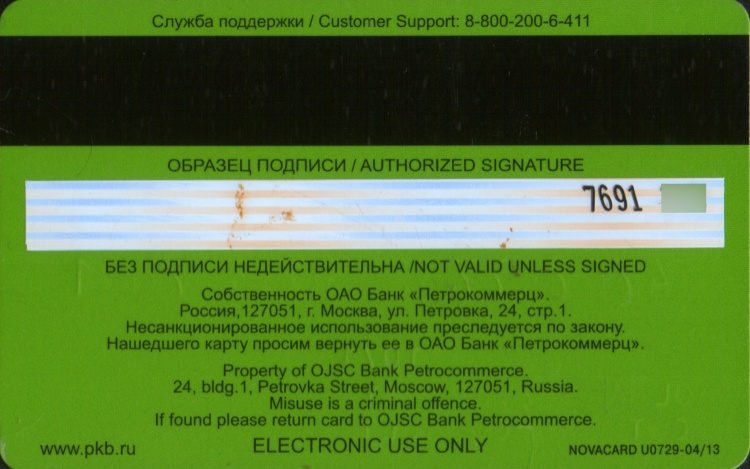 Служба поддержки / Customer Support: 8-800-200-6-411
ОБРАЗЕЦ ПОДПИСИ / AUTHORIZED SIGNATURE
7691
БЕЗ ПОДПИСИ НЕДЕЙСТВИТЕЛЬНА /NOT VALID UNLESS SIGNED
Собственность ОАО Банк «Петрокоммерц».
Россия,127051, г. Москва, ул. Петровка, 24, стр.1.
Несанкционированное использование преследуется по закону.
Нашедшего карту просим вернуть ее в ОАО Банк «Петрокоммерц».
Property of OJSC Bank Petrocommerce.
24, bldg.1, Petrovka Street, Moscow, 127051, Russia.
Misuse is a criminal offence.
If found please return card to OJSC Bank Petrocommerce.
www.pkb.ru
ELECTRONIC USE ONLY
NOVACARD U0729-04/13